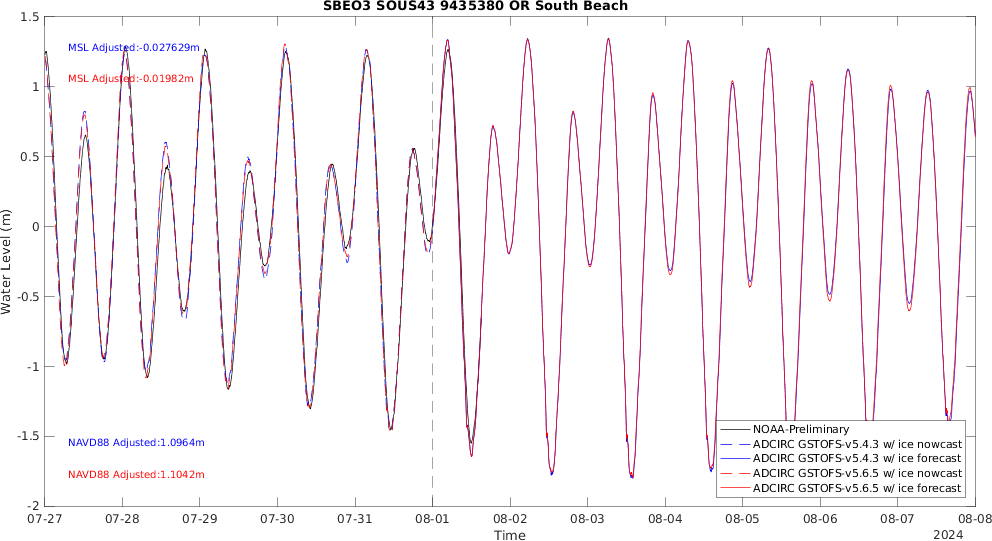 SBEO3 SOUS43 9435380 OR South Beach
MSL Adjusted:-0.027629m
MSL Adjusted:-0.01982m
NAVD88 Adjusted:1.0964m
NAVD88 Adjusted:1.1042m
Water Level (m)
1.5
1
0.5
0
-0.5
-1
-1.5
-2
NOAA-Preliminary
ADCIRC GSTOFS-v5.4.3 w/ ice nowcast
ADCIRC GSTOFS-v5.4.3 w/ ice forecast
ADCIRC GSTOFS-v5.6.5 w/ ice nowcast
ADCIRC GSTOFS-v5.6.5 w/ ice forecast
07-27 07-28 07-29 07-30 07-31 08-01 08-02 08-03 08-04 08-05 08-06 08-07 08-08
Time
2024